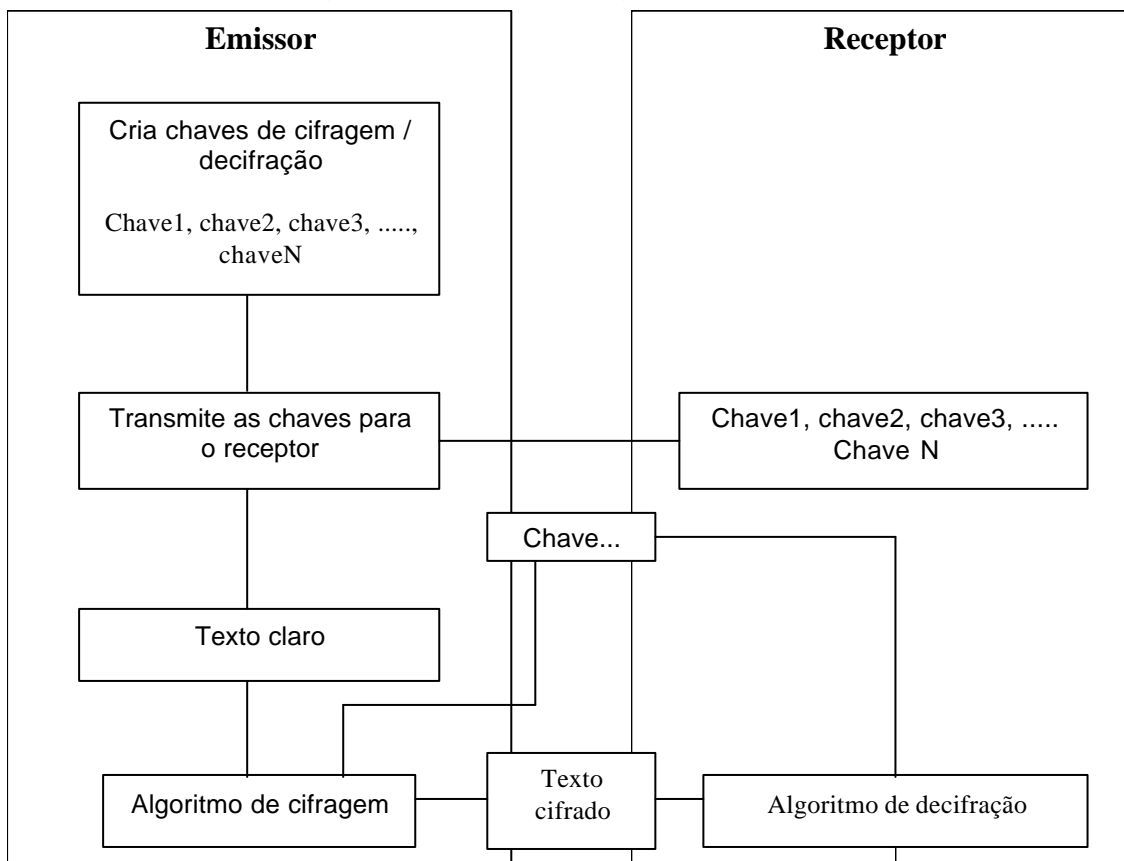 Emissor
Receptor
Cria chaves de cifragem /
decifração
Chave1, chave2, chave3, .....,
chaveN
Transmite as chaves para
o receptor
Chave1, chave2, chave3, .....
Chave N
Chave...
Texto claro
Algoritmo de cifragem
Texto
cifrado
Algoritmo de decifração